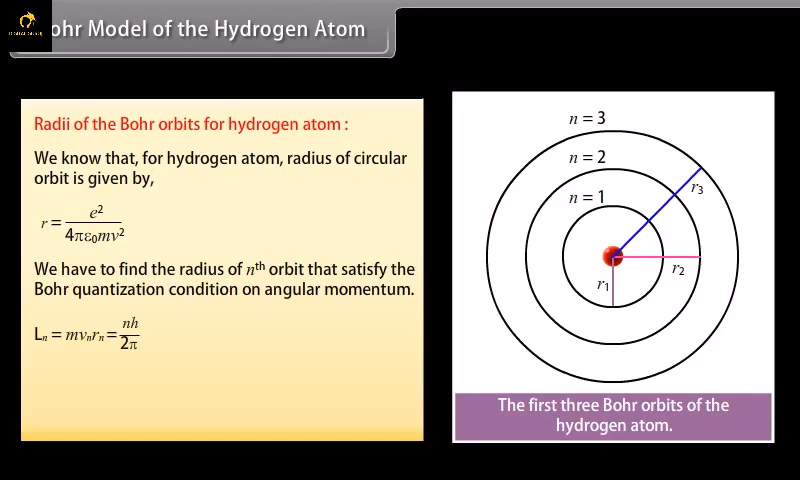 ohr Model of the Hydrogen Atom
Radii of the Bohr orbits for hydrogen atom :
We know that, for hydrogen atom, radius of circular
orbit is given by,
r = e² / 4πε₀mv²
We have to find the radius of nᵗʰ orbit that satisfy the
Bohr quantization condition on angular momentum.
Lₙ = mvₙrₙ = nh / 2π
n = 3
n = 2
n = 1
r₃
r₂
r₁
The first three Bohr orbits of the
hydrogen atom.